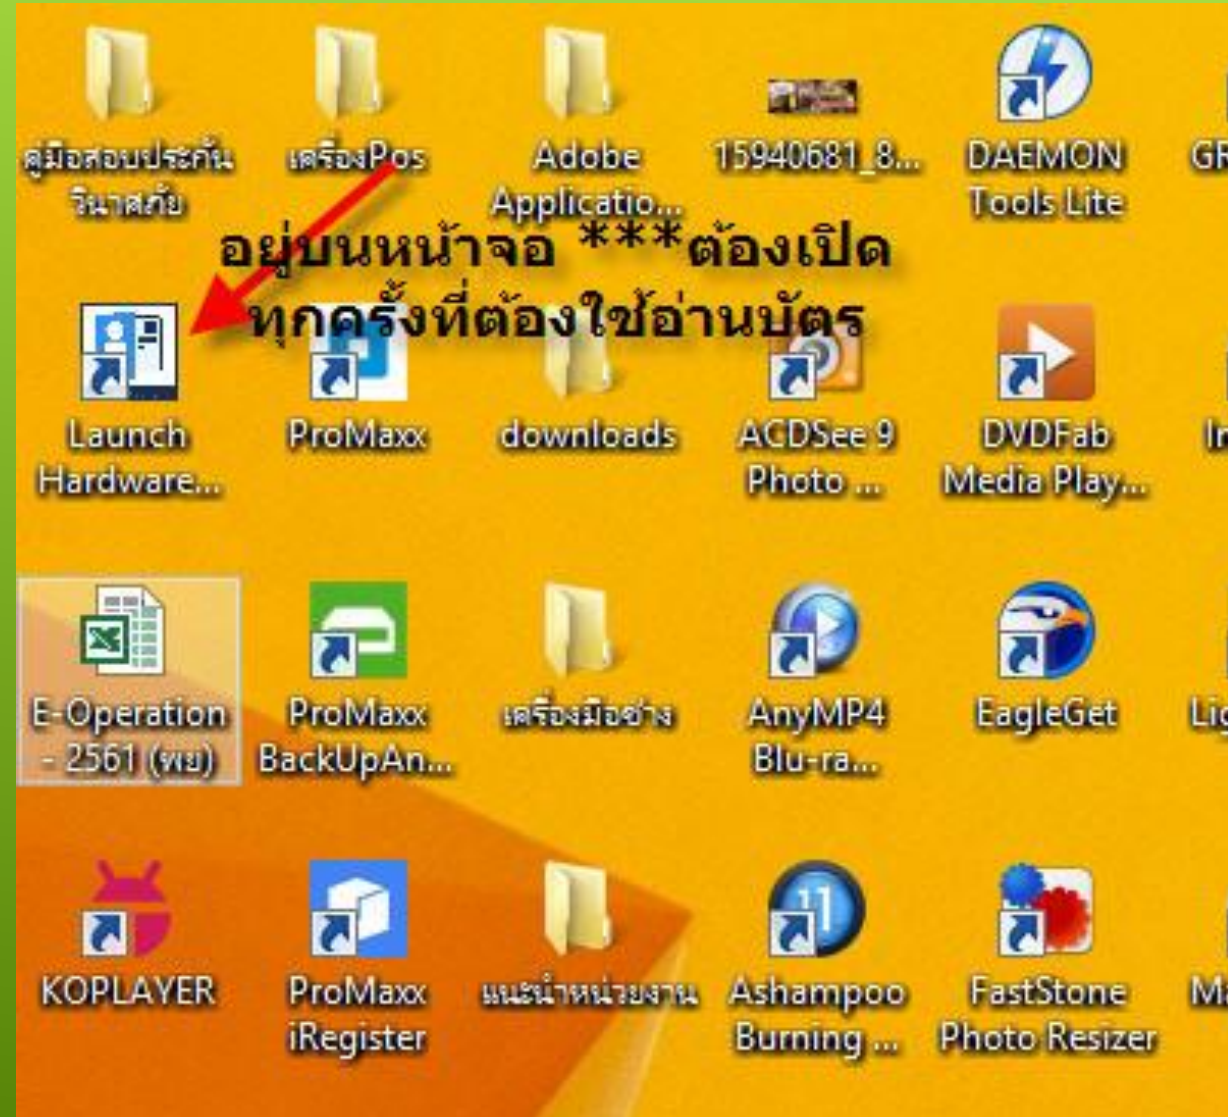 คู่มือสอบประกัน
วินาศภัย
เครื่องPos
Adobe
Applicatio...
15940681_8...
DAEMON
Tools Lite
GR
อยู่บนหน้าจอ ***ต้องเปิด
ทุกครั้งที่ต้องใช้อ่านบัตร
Launch
Hardware...
ProMaxx
downloads
ACDSee 9
Photo ...
DVDFab
Media Play...
In
E-Operation
- 2561 (พย)
ProMaxx
BackUpAn...
เครื่องมือช่าง
AnyMP4
Blu-ra...
EagleGet
Lig
KOPLAYER
ProMaxx
iRegister
แนะนำหน่วยงาน
Ashampoo
Burning ...
FastStone
Photo Resizer
Ma